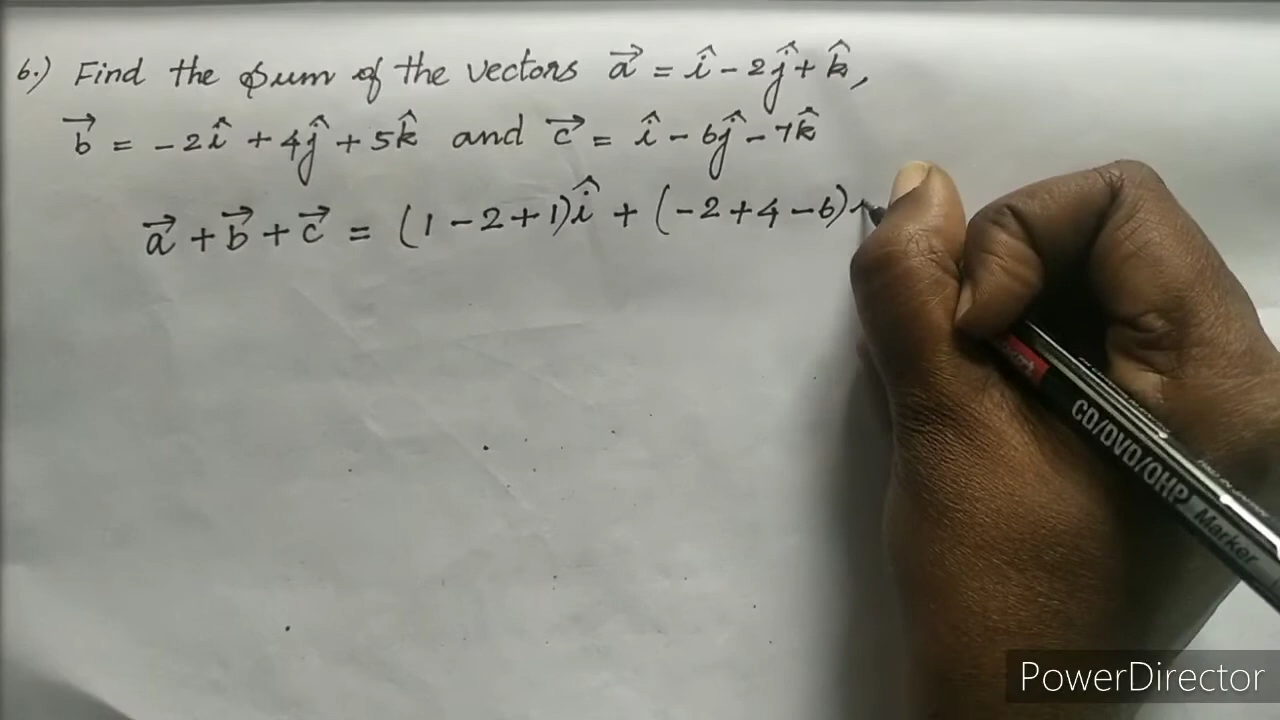 6.) Find the sum of the vectors a⃗ = î - 2ĵ + k̂,
b⃗ = -2î + 4ĵ + 5k̂ and c⃗ = î - 6ĵ - 7k̂
a⃗ + b⃗ + c⃗ = (1 - 2 + 1)î + (-2 + 4 - 6)
CD/DVD/OHP Marker
PowerDirector